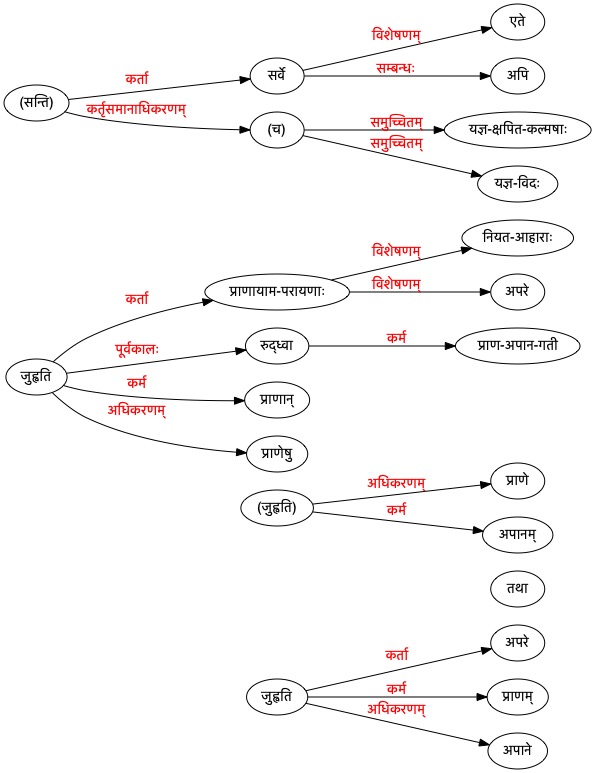 एते
विशेषणम्
सर्वे
सम्बन्धः
अपि
कर्ता
(सन्ति)
कर्तृसमानाधिकरणम्
(च)
समुच्चितम्
यज्ञ-क्षपित-कल्मषाः
समुच्चितम्
यज्ञ-विदः
नियत-आहाराः
विशेषणम्
प्राणायाम-परायणाः
विशेषणम्
अपरे
कर्ता
पूर्वकालः
रुद्ध्वा
कर्म
प्राण-अपान-गती
जुह्वति
कर्म
प्राणान्
अधिकरणम्
प्राणेषु
प्राणे
अधिकरणम्
(जुह्वति)
कर्म
अपानम्
तथा
अपरे
कर्ता
जुह्वति
कर्म
प्राणम्
अधिकरणम्
अपाने